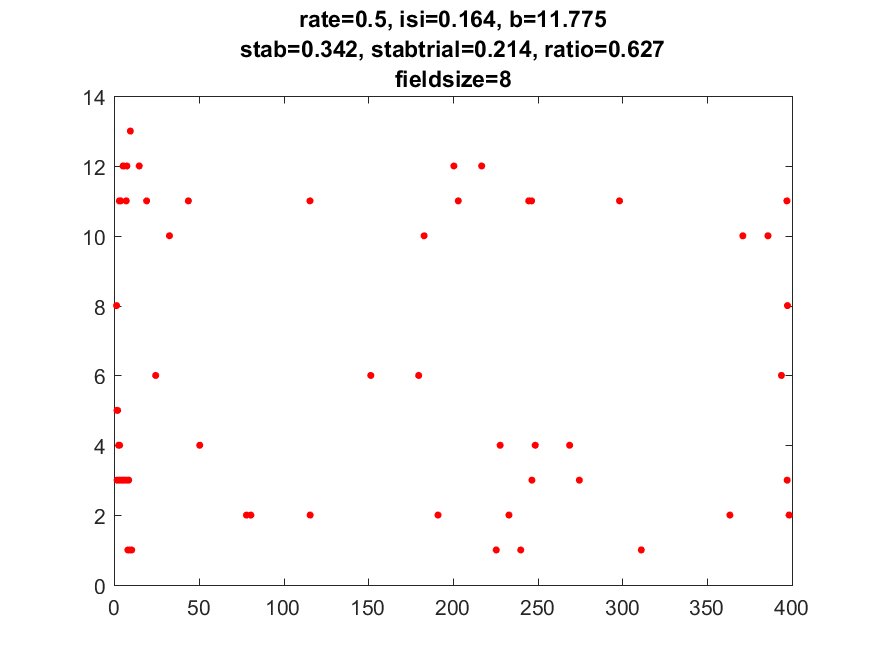 rate=0.5, isi=0.164, b=11.775
stab=0.342, stabtrial=0.214, ratio=0.627
fieldsize=8
14
12
10
8
6
4
2
0
0 50 100 150 200 250 300 350 400